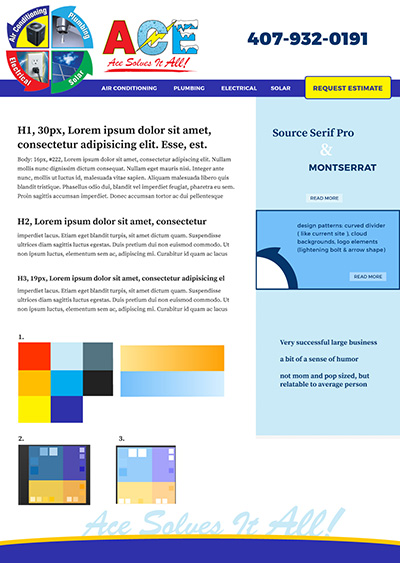 Air Conditioning
Plumbing
Electrical
Solar
ACE
Ace Solves It All!
407-932-0191
AIR CONDITIONING PLUMBING ELECTRICAL SOLAR REQUEST ESTIMATE
H1, 30px, Lorem ipsum dolor sit amet,
consectetur adipisicing elit. Esse, est.
Body: 16px, #222, Lorem ipsum dolor sit amet, consectetur adipiscing elit. Nullam
mollis nunc dignissim dictum consequat. Nullam eget mauris nisi. Integer ante
nunc, mollis ut luctus id, malesuada vitae sapien. Aliquam malesuada libero quis
blandit tristique. Phasellus odio dui, blandit vel imperdiet feugiat, pharetra eu sem.
Proin sagittis accumsan imperdiet. Donec accumsan tortor ac dui pellentesque
H2, Lorem ipsum dolor sit amet, consectetur
imperdiet lacus. Etiam eget blandit turpis, sit amet dictum quam. Suspendisse
ultrices diam sagittis luctus egestas. Duis vitae purus non euismod commodo. Ut
non ipsum luctus, elementum sem ac, adipiscing mi. Curabitur id quam ac lacus
H3, 19px, Lorem ipsum dolor sit amet, consectetur adipisicing el
imperdiet lacus. Etiam eget blandit turpis, sit amet dictum quam. Suspendisse
ultrices diam sagittis luctus egestas. Duis vitae purus non euismod commodo. Ut
non ipsum luctus, elementum sem ac, adipiscing mi. Curabitur id quam ac lacus
Source Serif Pro
&
MONTSERRAT
READ MORE
design patterns: curved divider
( like current site ), cloud
backgrounds, logo elements
(lightening bolt & arrow shape)
READ MORE
Very successful large business
a bit of a sense of humor
not mom and pop sized, but
relatable to average person
1.
2.
3.
Ace Solves It All!